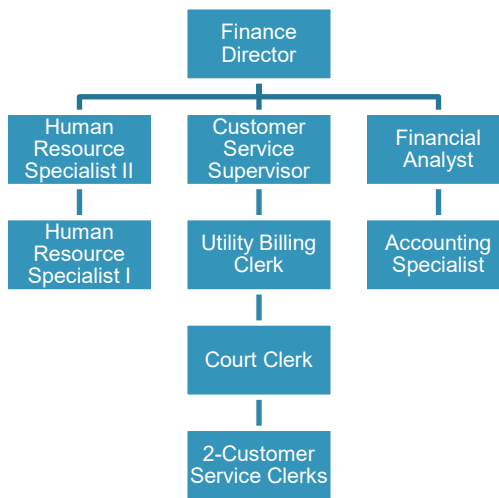 Finance
Director
Human
Resource
Specialist II
Customer
Service
Supervisor
Financial
Analyst
Human
Resource
Specialist I
Utility Billing
Clerk
Accounting
Specialist
Court Clerk
2-Customer
Service Clerks